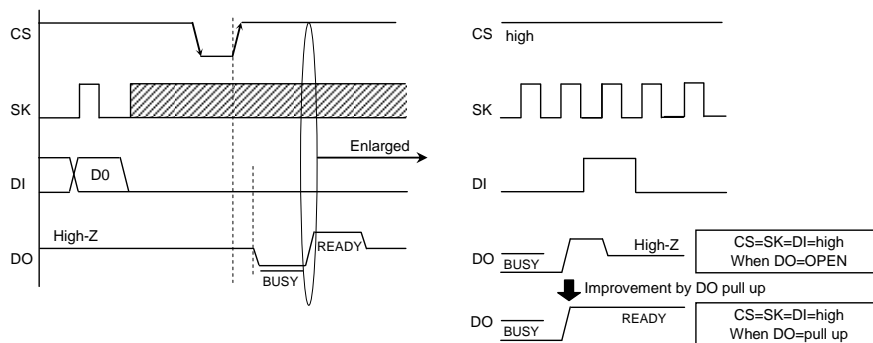 CS
SK
DI
D0
High-Z
DO
BUSY
READY
Enlarged
CS
high
SK
DI
DO
BUSY
High-Z
CS=SK=DI=high
When DO=OPEN
Improvement by DO pull up
DO
BUSY
READY
CS=SK=DI=high
When DO=pull up